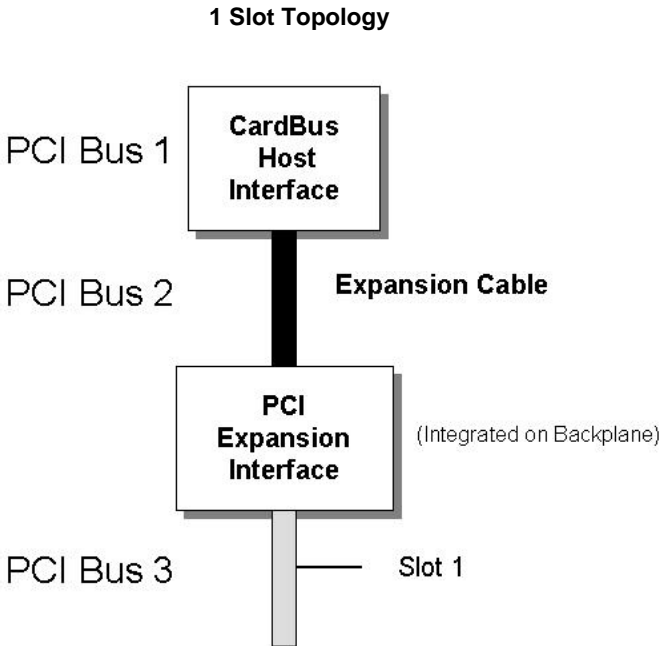 1 Slot Topology
PCI Bus 1
CardBus
Host
Interface
PCI Bus 2
Expansion Cable
PCI
Expansion
Interface
(Integrated on Backplane)
PCI Bus 3
Slot 1